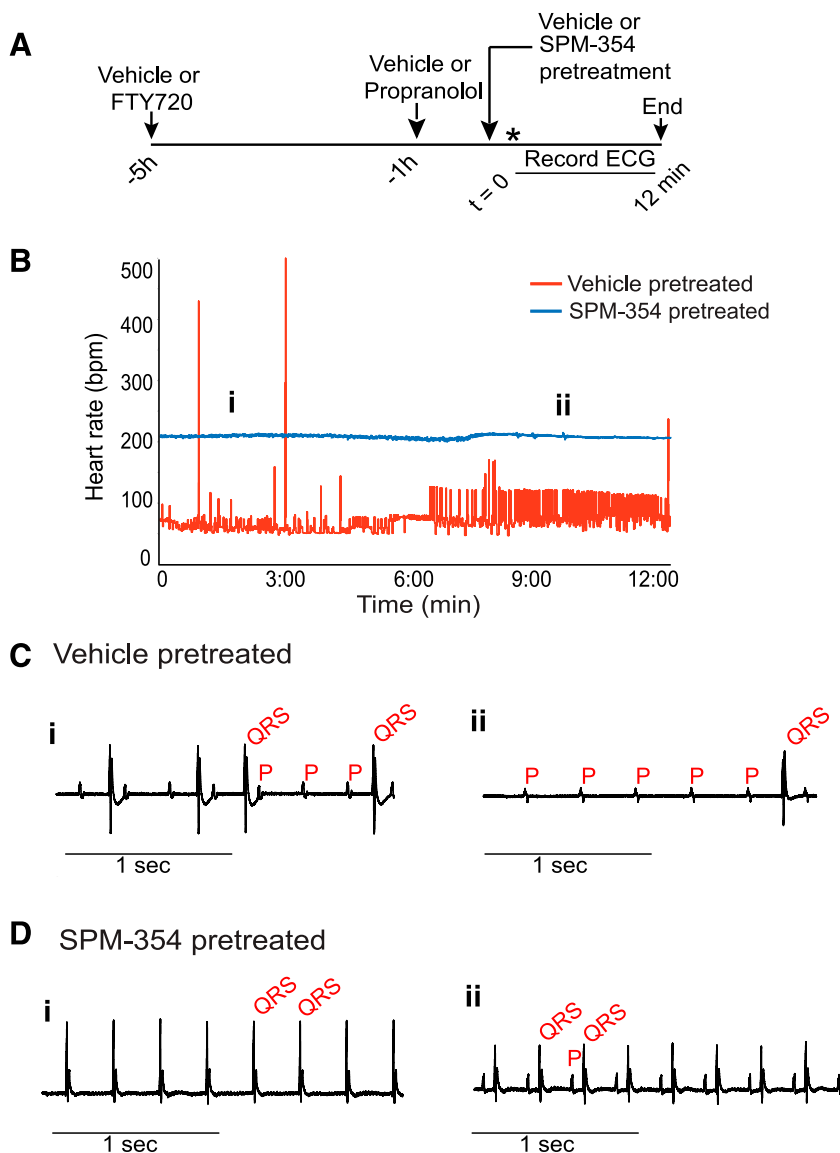 A
Vehicle or
FTY720
Vehicle or
Propranolol
Vehicle or
SPM-354
pretreatment
*
End
Record ECG
-5h
-1h
t = 0
12 min
B
500
400
300
200
100
0
Heart rate (bpm)
i
ii
Vehicle pretreated
SPM-354 pretreated
0
3:00
6:00
9:00
12:00
Time (min)
C Vehicle pretreated
i
QRS
P P P
QRS
1 sec
ii
P P P P P
QRS
1 sec
D SPM-354 pretreated
i
QRS QRS
1 sec
ii
QRS QRS
P
1 sec